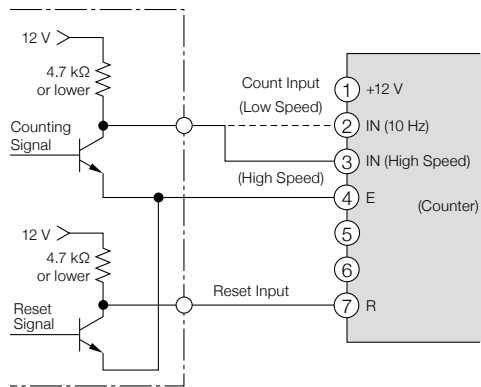 12 V
4.7 kΩ
or lower
Counting
Signal
12 V
4.7 kΩ
or lower
Reset
Signal
Count Input
(Low Speed)
(High Speed)
Reset Input
1 +12 V
2 IN (10 Hz)
3 IN (High Speed)
4 E
(Counter)
5
6
7 R